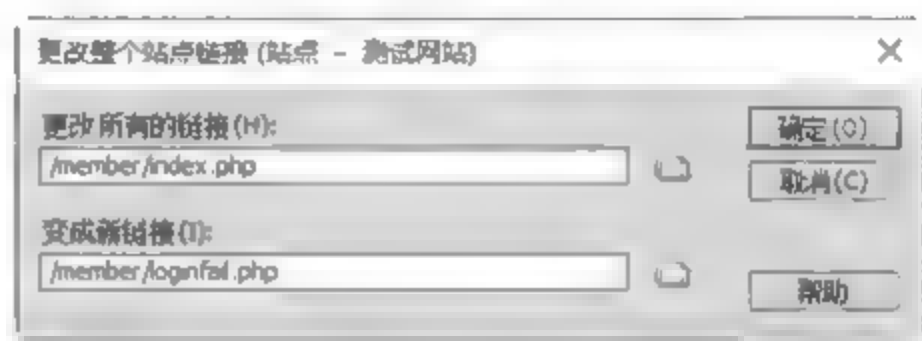 更改整个站点链接 (站点 - 测试网站)
更改所有的链接(H):
/member/index.php
确定(O)
取消(C)
变成新链接(I):
/member/loginfail.php
帮助